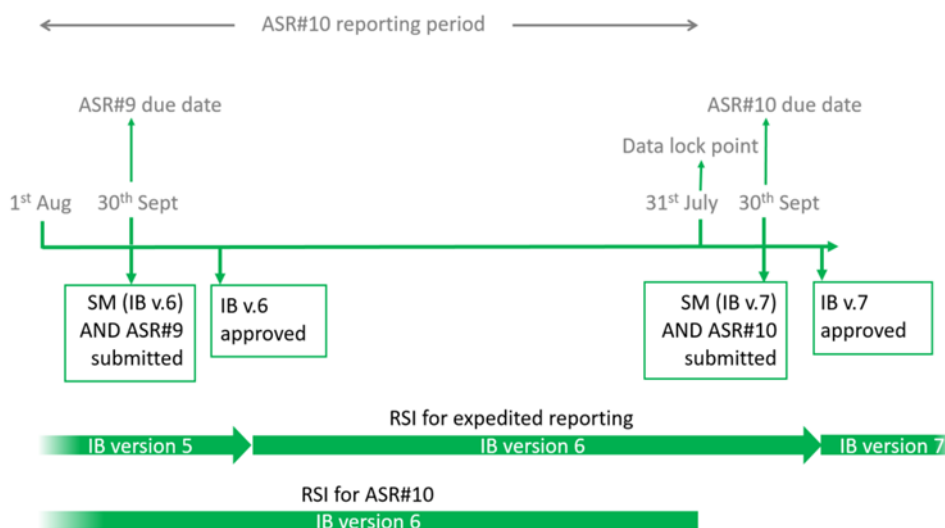 ASR#10 reporting period
ASR#9 due date
ASR#10 due date
Data lock point
1st Aug
30th Sept
31st July
30th Sept
SM (IB v.6)
AND ASR#9
submitted
IB v.6
approved
SM (IB v.7)
AND ASR#10
submitted
IB v.7
approved
RSI for expedited reporting
IB version 5
IB version 6
IB version 7
RSI for ASR#10
IB version 6